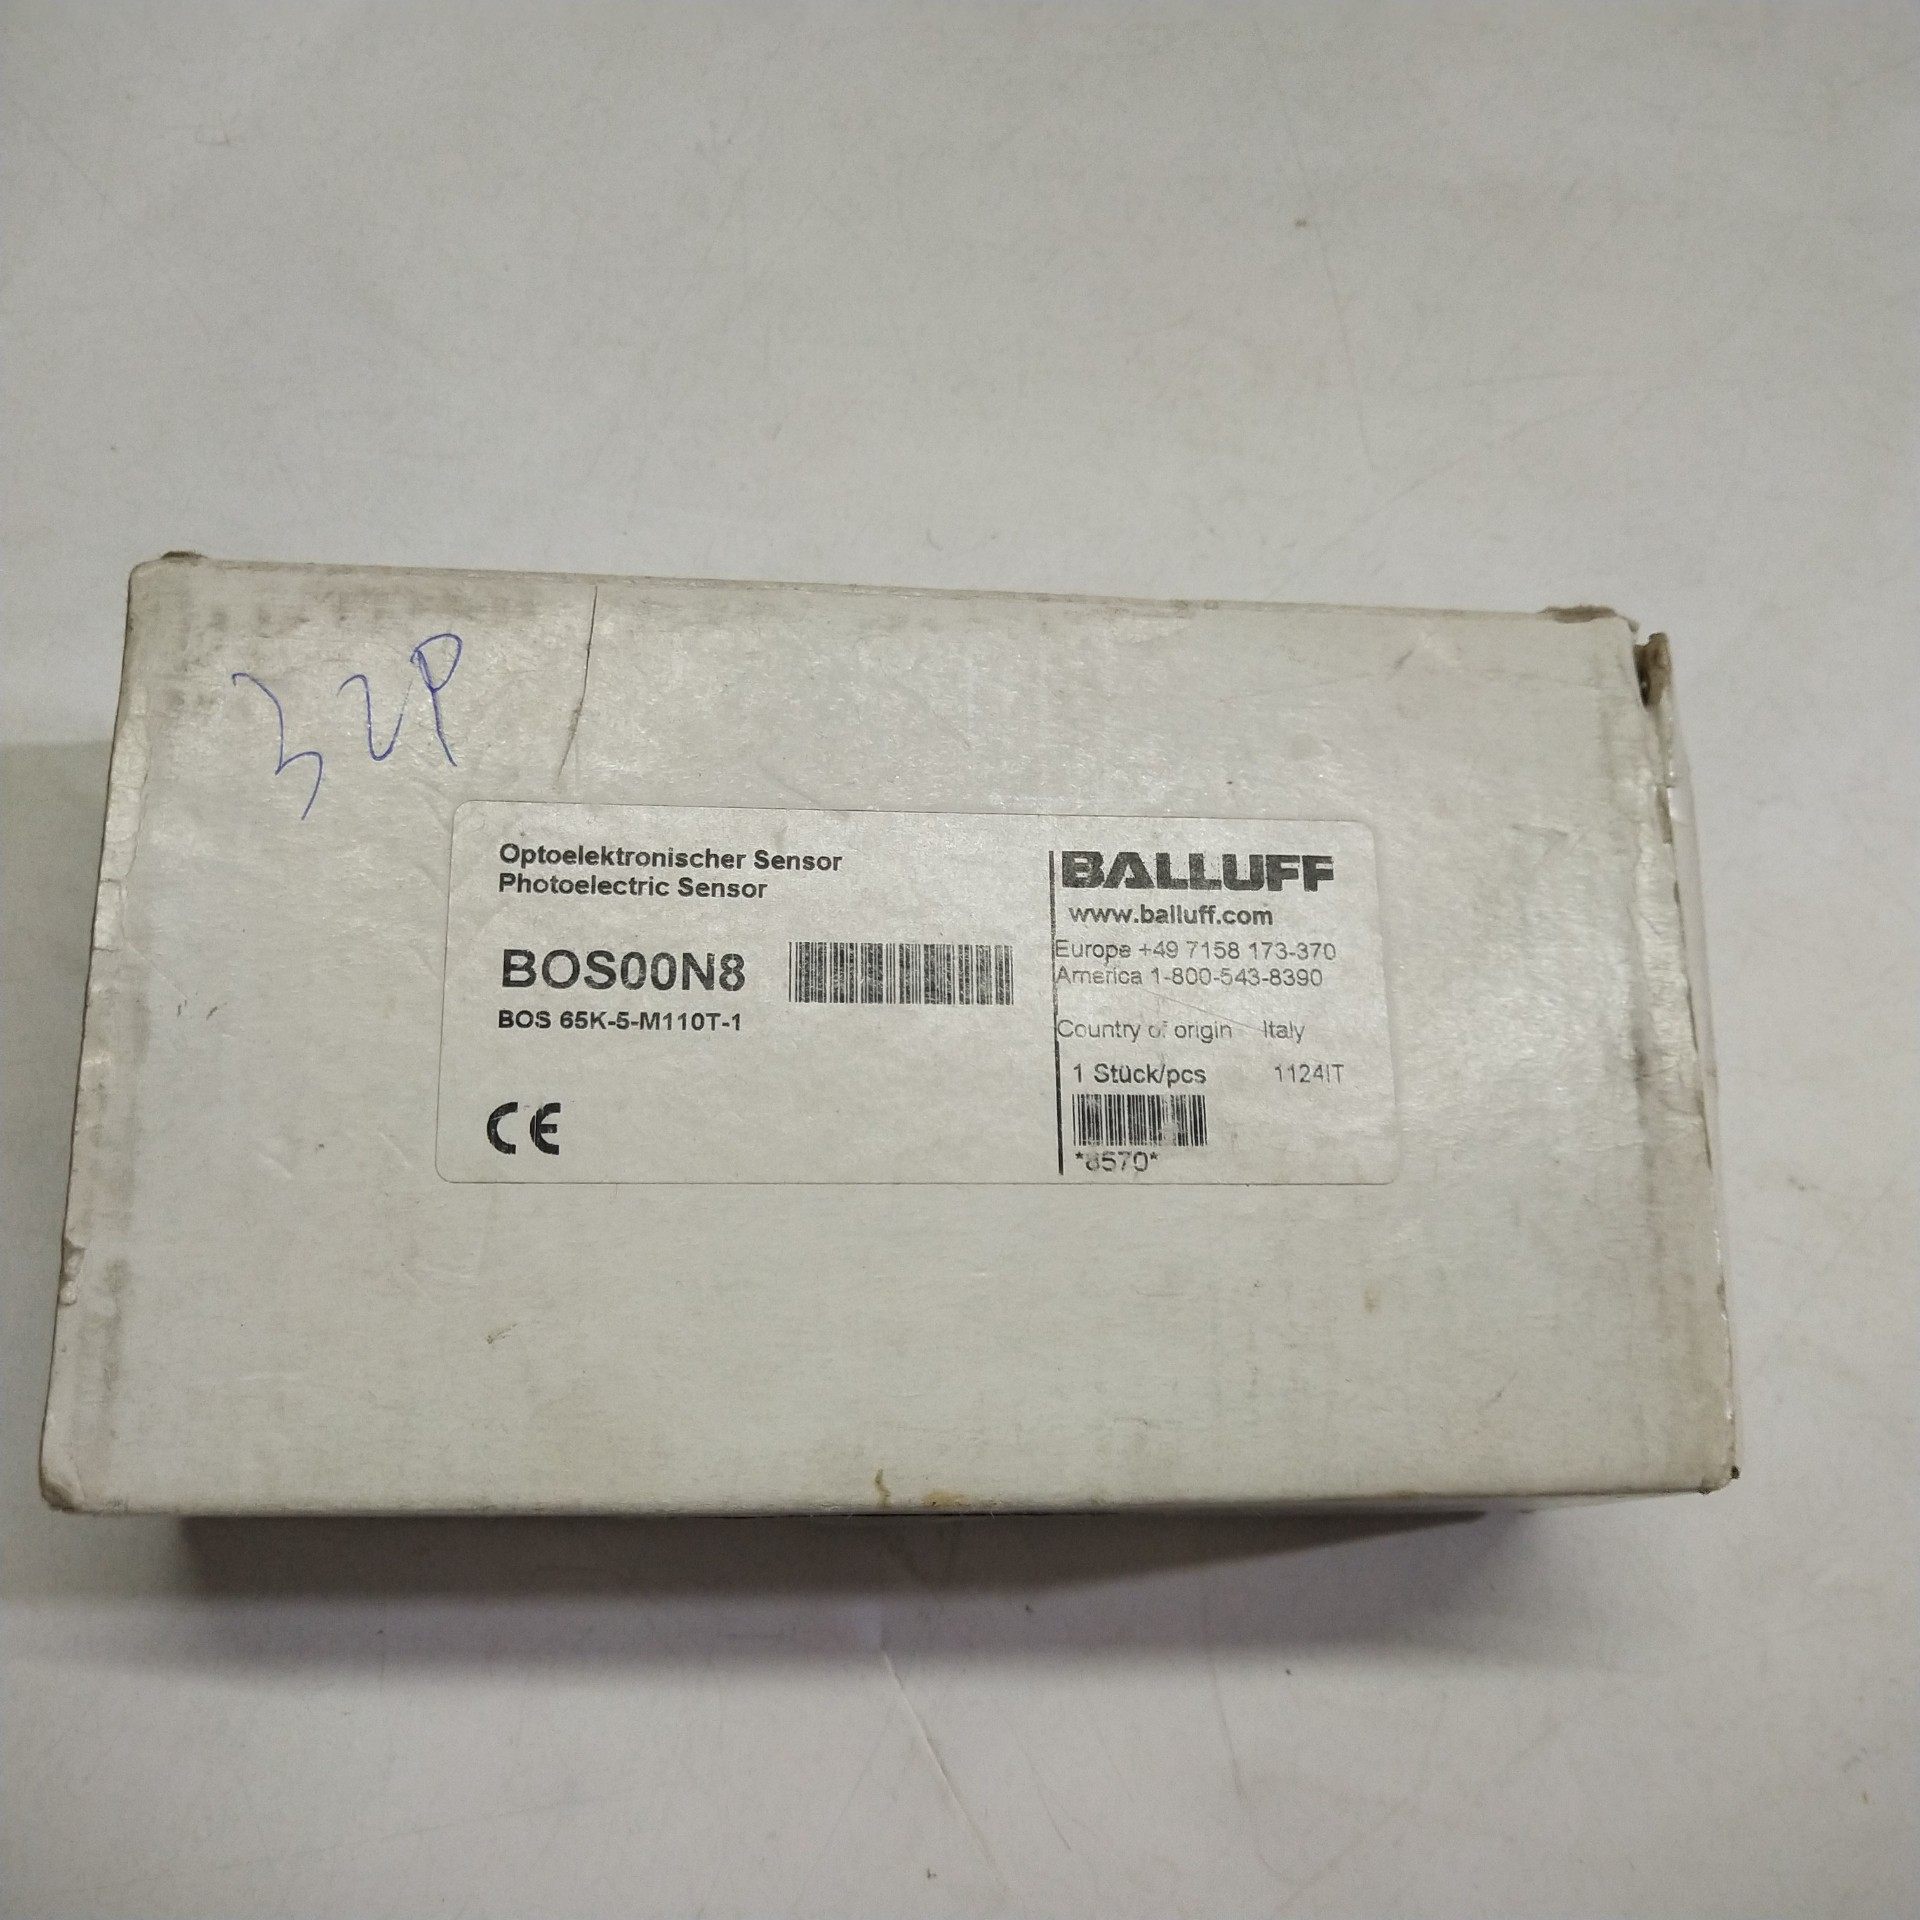 32P
Optoelektronischer Sensor
Photoelectric Sensor
BOS00N8
BOS 65K-5-M110T-1
CE
BALLUFF
www.balluff.com
Europe +49 7158 173-370
America 1-800-543-8390
Country of origin Italy
1 Stück/pcs 1124IT
*8570*